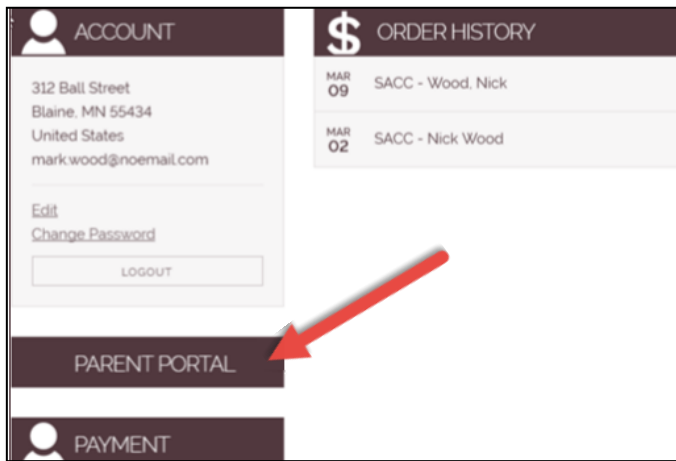 ACCOUNT
312 Ball Street
Blaine, MN 55434
United States
mark.wood@noemail.com
Edit
Change Password
LOGOUT
PARENT PORTAL
PAYMENT
$ ORDER HISTORY
MAR
09
SACC - Wood, Nick
MAR
02
SACC - Nick Wood